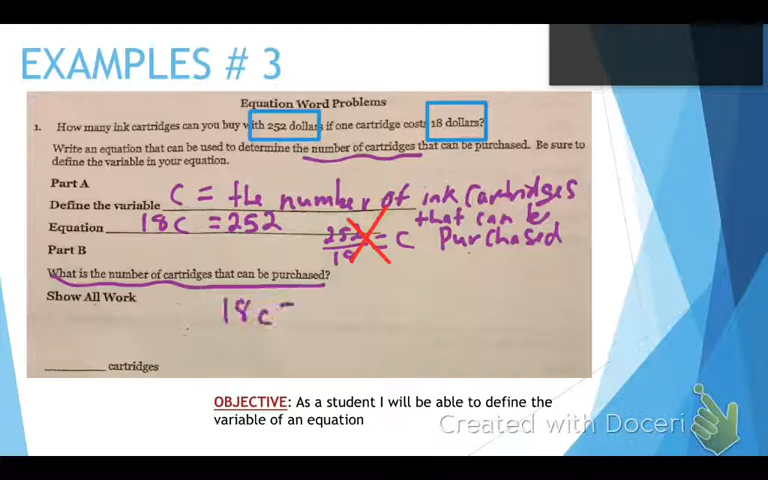 EXAMPLES # 3
Equation Word Problems
1. How many ink cartridges can you buy with 252 dollars if one cartridge costs 18 dollars?
Write an equation that can be used to determine the number of cartridges that can be purchased. Be sure to
define the variable in your equation.
Part A
Define the variable C = the number of ink Cartridges
that can be
Purchased
Equation 18C = 252
252/18 = C
Part B
What is the number of cartridges that can be purchased?
Show All Work
18c =
cartridges
OBJECTIVE: As a student I will be able to define the
variable of an equation
Created with Doceri